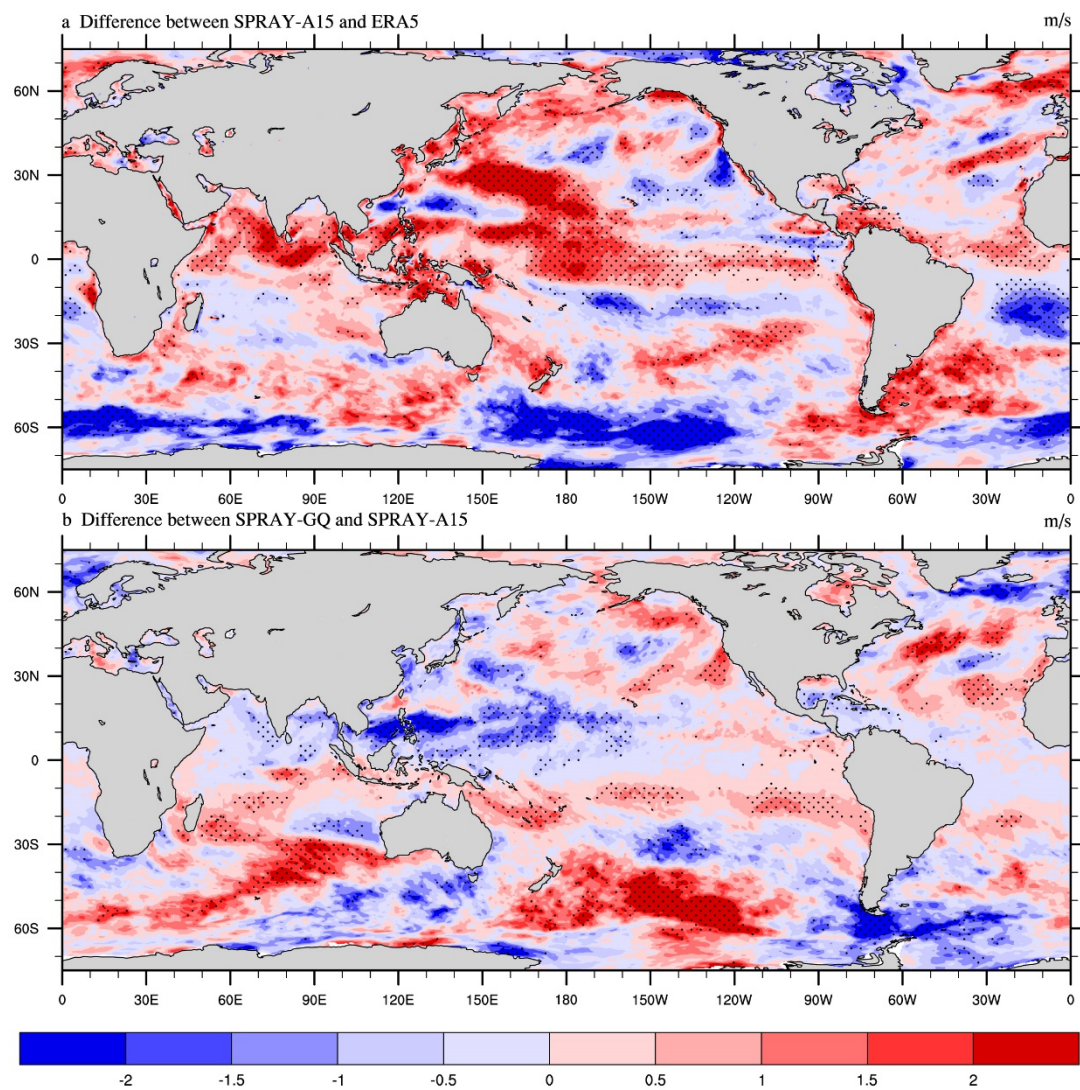 a Difference between SPRAY-A15 and ERA5 m/s
60N
30N
0
30S
60S
0 30E 60E 90E 120E 150E 180 150W 120W 90W 60W 30W 0
b Difference between SPRAY-GQ and SPRAY-A15 m/s
60N
30N
0
30S
60S
0 30E 60E 90E 120E 150E 180 150W 120W 90W 60W 30W 0
-2 -1.5 -1 -0.5 0 0.5 1 1.5 2